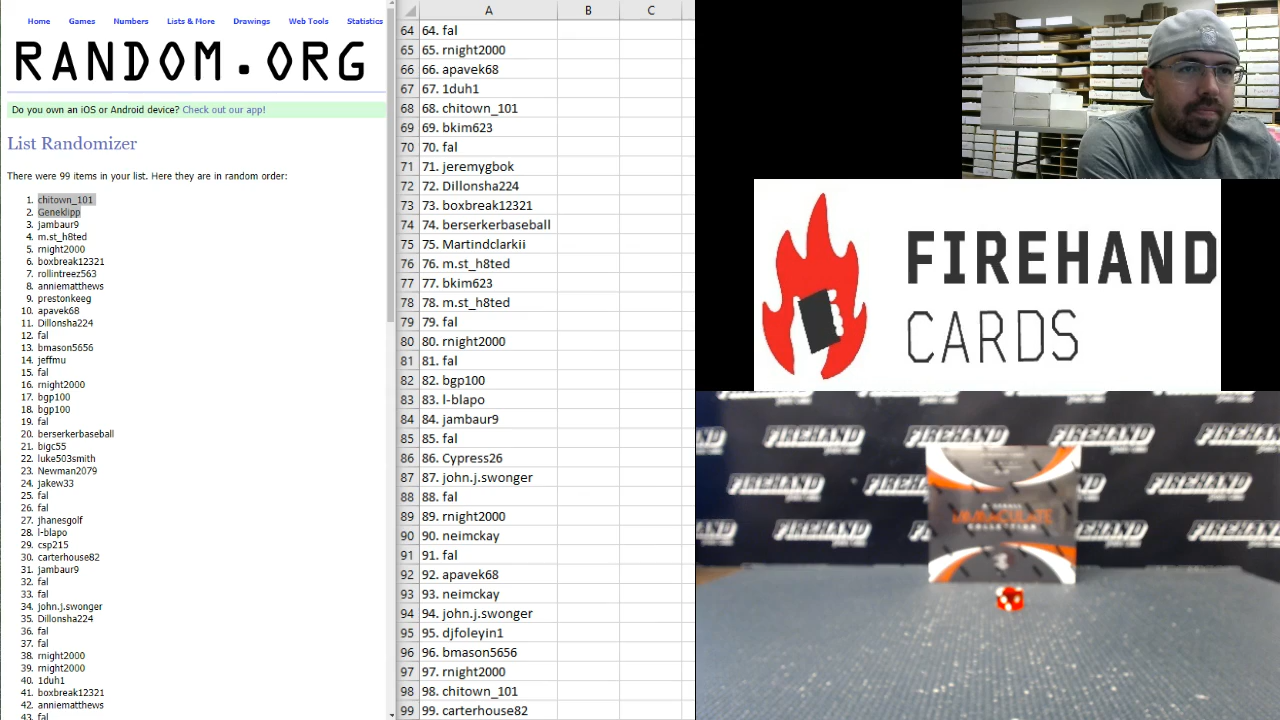 Home Games Numbers Lists & More Drawings Web Tools Statistics
RANDOM.ORG
Do you own an iOS or Android device? Check out our app!
List Randomizer
There were 99 items in your list. Here they are in random order:
1. chitown_101
2. Geneklipp
3. jambaur9
4. m.st_h8ted
5. rnight2000
6. boxbreak12321
7. rollintreez563
8. anniematthews
9. prestonkeeg
10. apavek68
11. Dillonsha224
12. fal
13. bmason5656
14. jeffmu
15. fal
16. rnight2000
17. bgp100
18. bgp100
19. fal
20. berserkerbaseball
21. bigc55
22. luke503smith
23. Newman2079
24. jakew33
25. fal
26. fal
27. jhanesgolf
28. l-blapo
29. csp215
30. carterhouse82
31. jambaur9
32. fal
33. fal
34. john.j.swonger
35. Dillonsha224
36. fal
37. fal
38. rnight2000
39. rnight2000
40. 1duh1
41. boxbreak12321
42. anniematthews
43. fal
A B C
64 64. fal
65 65. rnight2000
66 66. apavek68
67 67. 1duh1
68 68. chitown_101
69 69. bkim623
70 70. fal
71 71. jeremygbok
72 72. Dillonsha224
73 73. boxbreak12321
74 74. berserkerbaseball
75 75. Martindclarkii
76 76. m.st_h8ted
77 77. bkim623
78 78. m.st_h8ted
79 79. fal
80 80. rnight2000
81 81. fal
82 82. bgp100
83 83. l-blapo
84 84. jambaur9
85 85. fal
86 86. Cypress26
87 87. john.j.swonger
88 88. fal
89 89. rnight2000
90 90. neimckay
91 91. fal
92 92. apavek68
93 93. neimckay
94 94. john.j.swonger
95 95. djfoleyin1
96 96. bmason5656
97 97. rnight2000
98 98. chitown_101
99 99. carterhouse82
FIREHAND
CARDS
FIREHAND FIREHAND FIREHAND
FIREHAND FIREHAND
FIREHAND FIREHAND
IMMACULATE
COLLECTION